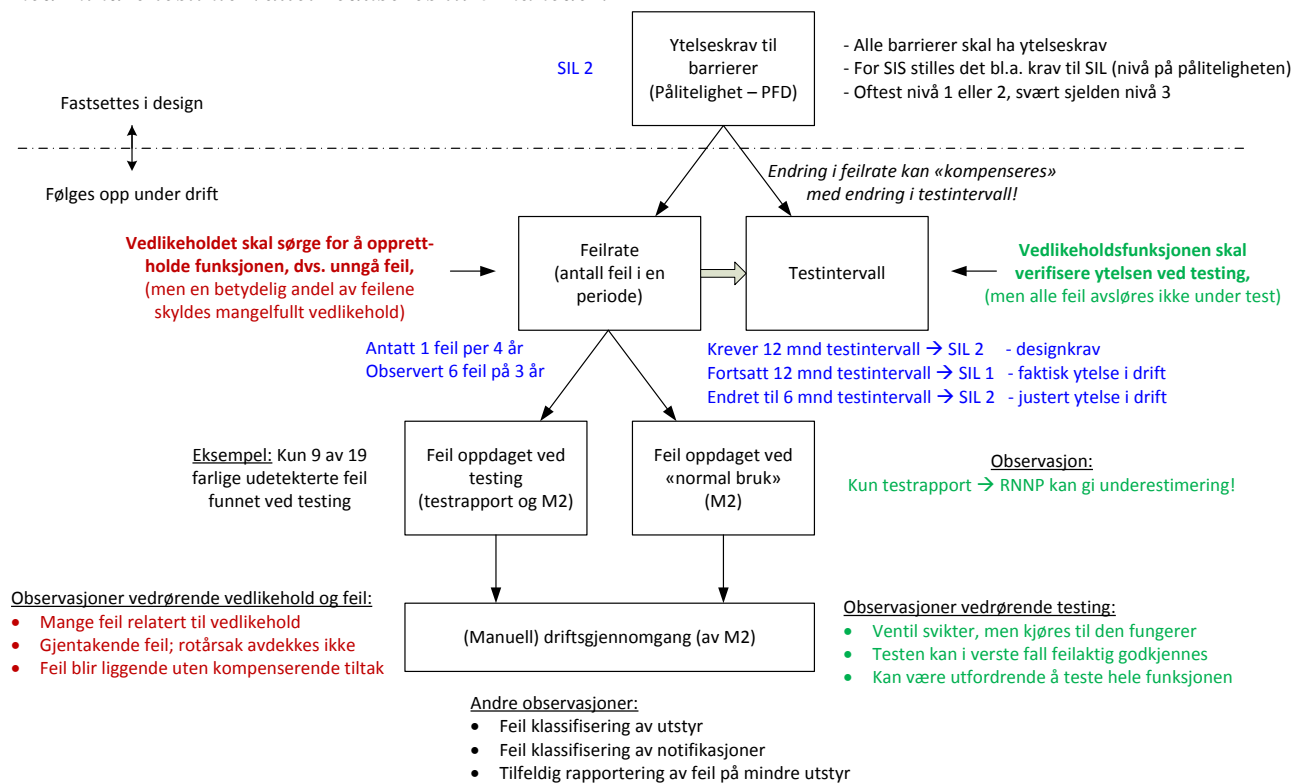 Ytelseskrav til
barrierer
(Pålitelighet – PFD)
SIL 2
- Alle barrierer skal ha ytelseskrav
- For SIS stilles det bl.a. krav til SIL (nivå på påliteligheten)
- Oftest nivå 1 eller 2, svært sjelden nivå 3
Fastsettes i design
Følges opp under drift
Endring i feilrate kan «kompenseres»
med endring i testintervall!
Vedlikeholdet skal sørge for å opprett-
holde funksjonen, dvs. unngå feil,
(men en betydelig andel av feilene
skyldes mangelfullt vedlikehold)
Feilrate
(antall feil i en
periode)
Testintervall
Vedlikeholdsfunksjonen skal
verifisere ytelsen ved testing,
(men alle feil avsløres ikke under test)
Antatt 1 feil per 4 år
Observert 6 feil på 3 år
Krever 12 mnd testintervall → SIL 2 - designkrav
Fortsatt 12 mnd testintervall → SIL 1 - faktisk ytelse i drift
Endret til 6 mnd testintervall → SIL 2 - justert ytelse i drift
Eksempel: Kun 9 av 19
farlige udetekterte feil
funnet ved testing
Feil oppdaget ved
testing
(testrapport og M2)
Feil oppdaget ved
«normal bruk»
(M2)
Observasjon:
Kun testrapport → RNNP kan gi underestimering!
Observasjoner vedrørende vedlikehold og feil:
• Mange feil relatert til vedlikehold
• Gjentakende feil; rotårsak avdekkes ikke
• Feil blir liggende uten kompenserende tiltak
(Manuell) driftsgjennomgang (av M2)
Observasjoner vedrørende testing:
• Ventil svikter, men kjøres til den fungerer
• Testen kan i verste fall feilaktig godkjennes
• Kan være utfordrende å teste hele funksjonen
Andre observasjoner:
• Feil klassifisering av utstyr
• Feil klassifisering av notifikasjoner
• Tilfeldig rapportering av feil på mindre utstyr